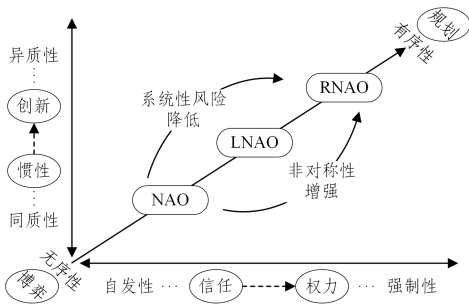 规划
有序性
异质性
创新
惯性
同质性
系统性风险
降低
RNAO
LNAO
NAO
非对称性
增强
无序性
博弈
自发性 ··· 信任 权力 ··· 强制性